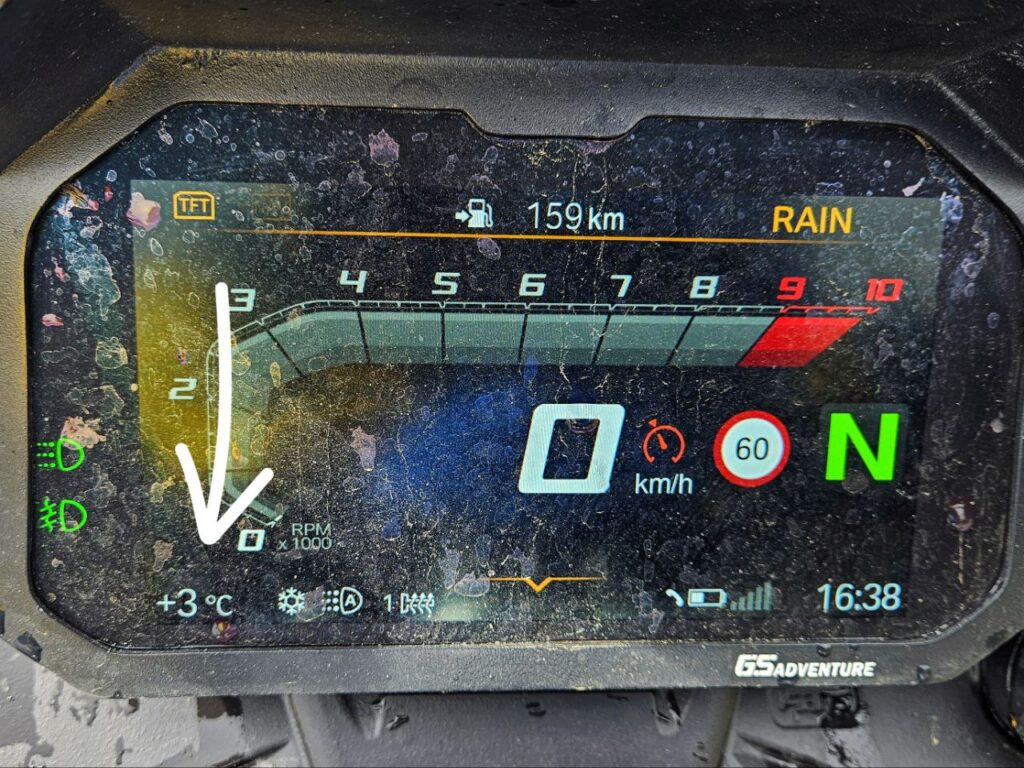 TFT
159 km
RAIN
3 4 5 6 7 8 9 10
2
0 60 N
km/h
RPM
0 x 1000
+3 °C A 1 16:38
GS ADVENTURE